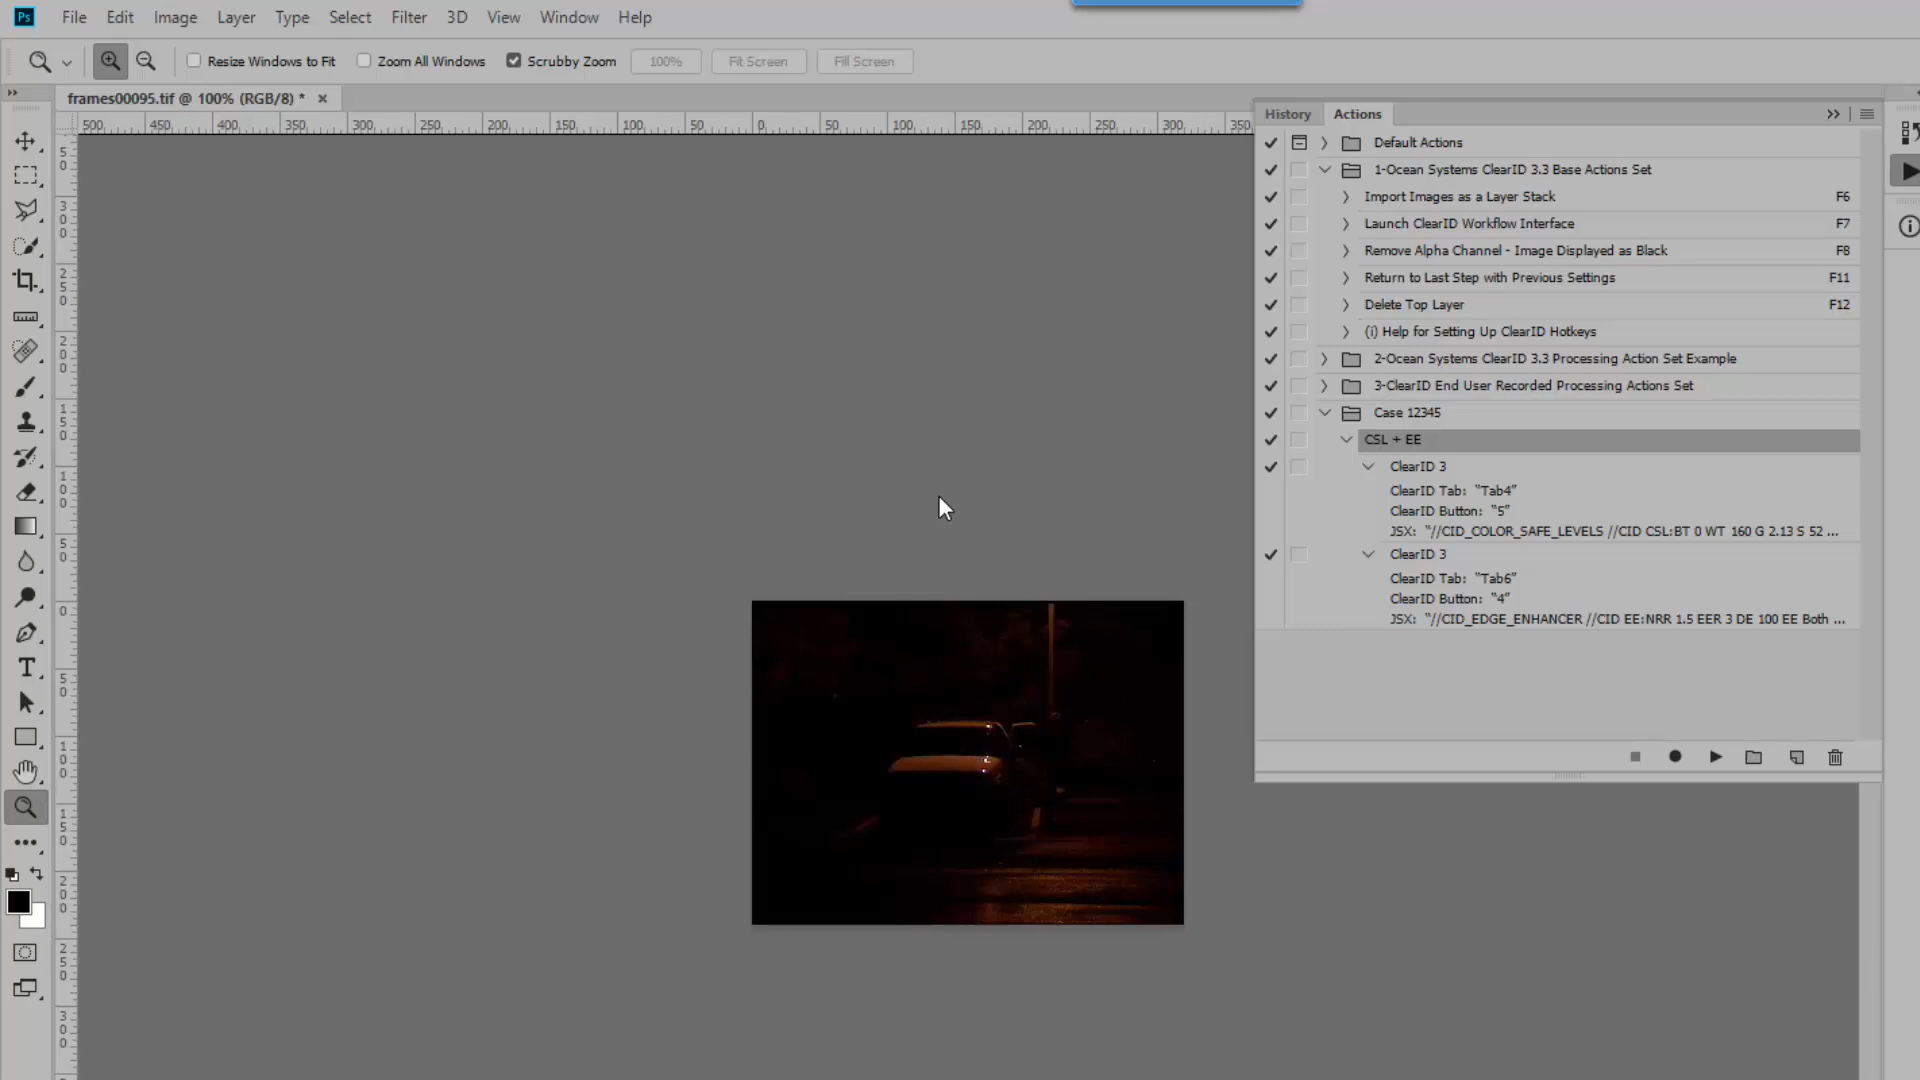 Ps File Edit Image Layer Type Select Filter 3D View Window Help
Resize Windows to Fit Zoom All Windows Scrubby Zoom 100% Fit Screen Fill Screen
frames00095.tif @ 100% (RGB/8) *
500 450 400 350 300 250 200 150 100 50 0 50 100 150 200 250 300 350
History Actions
Default Actions
1-Ocean Systems ClearID 3.3 Base Actions Set
Import Images as a Layer Stack F6
Launch ClearID Workflow Interface F7
Remove Alpha Channel - Image Displayed as Black F8
Return to Last Step with Previous Settings F11
Delete Top Layer F12
(i) Help for Setting Up ClearID Hotkeys
2-Ocean Systems ClearID 3.3 Processing Action Set Example
3-ClearID End User Recorded Processing Actions Set
Case 12345
CSL + EE
ClearID 3
ClearID Tab: "Tab4"
ClearID Button: "5"
JSX: "//CID_COLOR_SAFE_LEVELS //CID CSL:BT 0 WT 160 G 2.13 S 52 ...
ClearID 3
ClearID Tab: "Tab6"
ClearID Button: "4"
JSX: "//CID_EDGE_ENHANCER //CID EE:NRR 1.5 EER 3 DE 100 EE Both ...